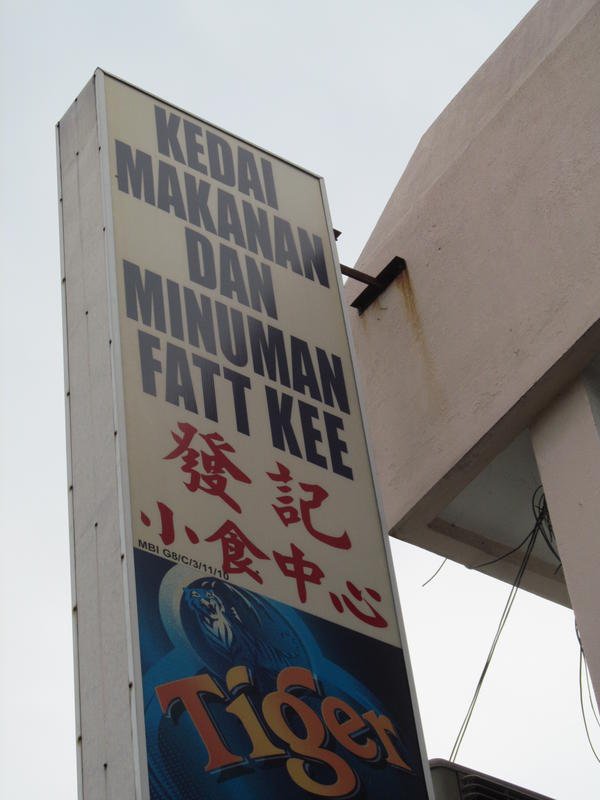 KEDAI
MAKANAN
DAN
MINUMAN
FATT KEE
發記
小食中心
MBI G8/C/3/11/10
Tiger